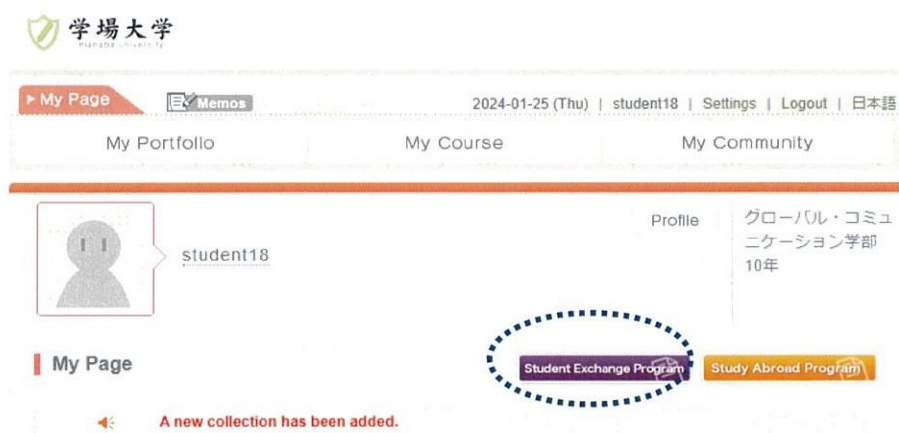 学場大学
manaba university
My Page
Memos
2024-01-25 (Thu) | student18 | Settings | Logout | 日本語
My Portfolio
My Course
My Community
student18
Profile
グローバル・コミュ
ニケーション学部
10年
My Page
Student Exchange Program
Study Abroad Program
A new collection has been added.